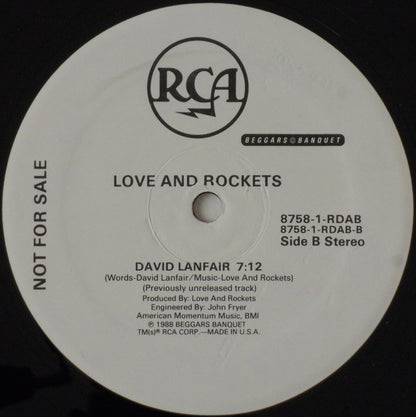 RCA
BEGGARS BANQUET
LOVE AND ROCKETS
NOT FOR SALE
8758-1-RDAB
8758-1-RDAB-B
Side B Stereo
DAVID LANFAIR 7:12
(Words-David Lanfair/Music-Love And Rockets)
(Previously unreleased track)
Produced By: Love And Rockets
Engineered By: John Fryer
American Momentum Music, BMI
℗ 1988 BEGGARS BANQUET
TM(s)® RCA CORP.—MADE IN U.S.A.